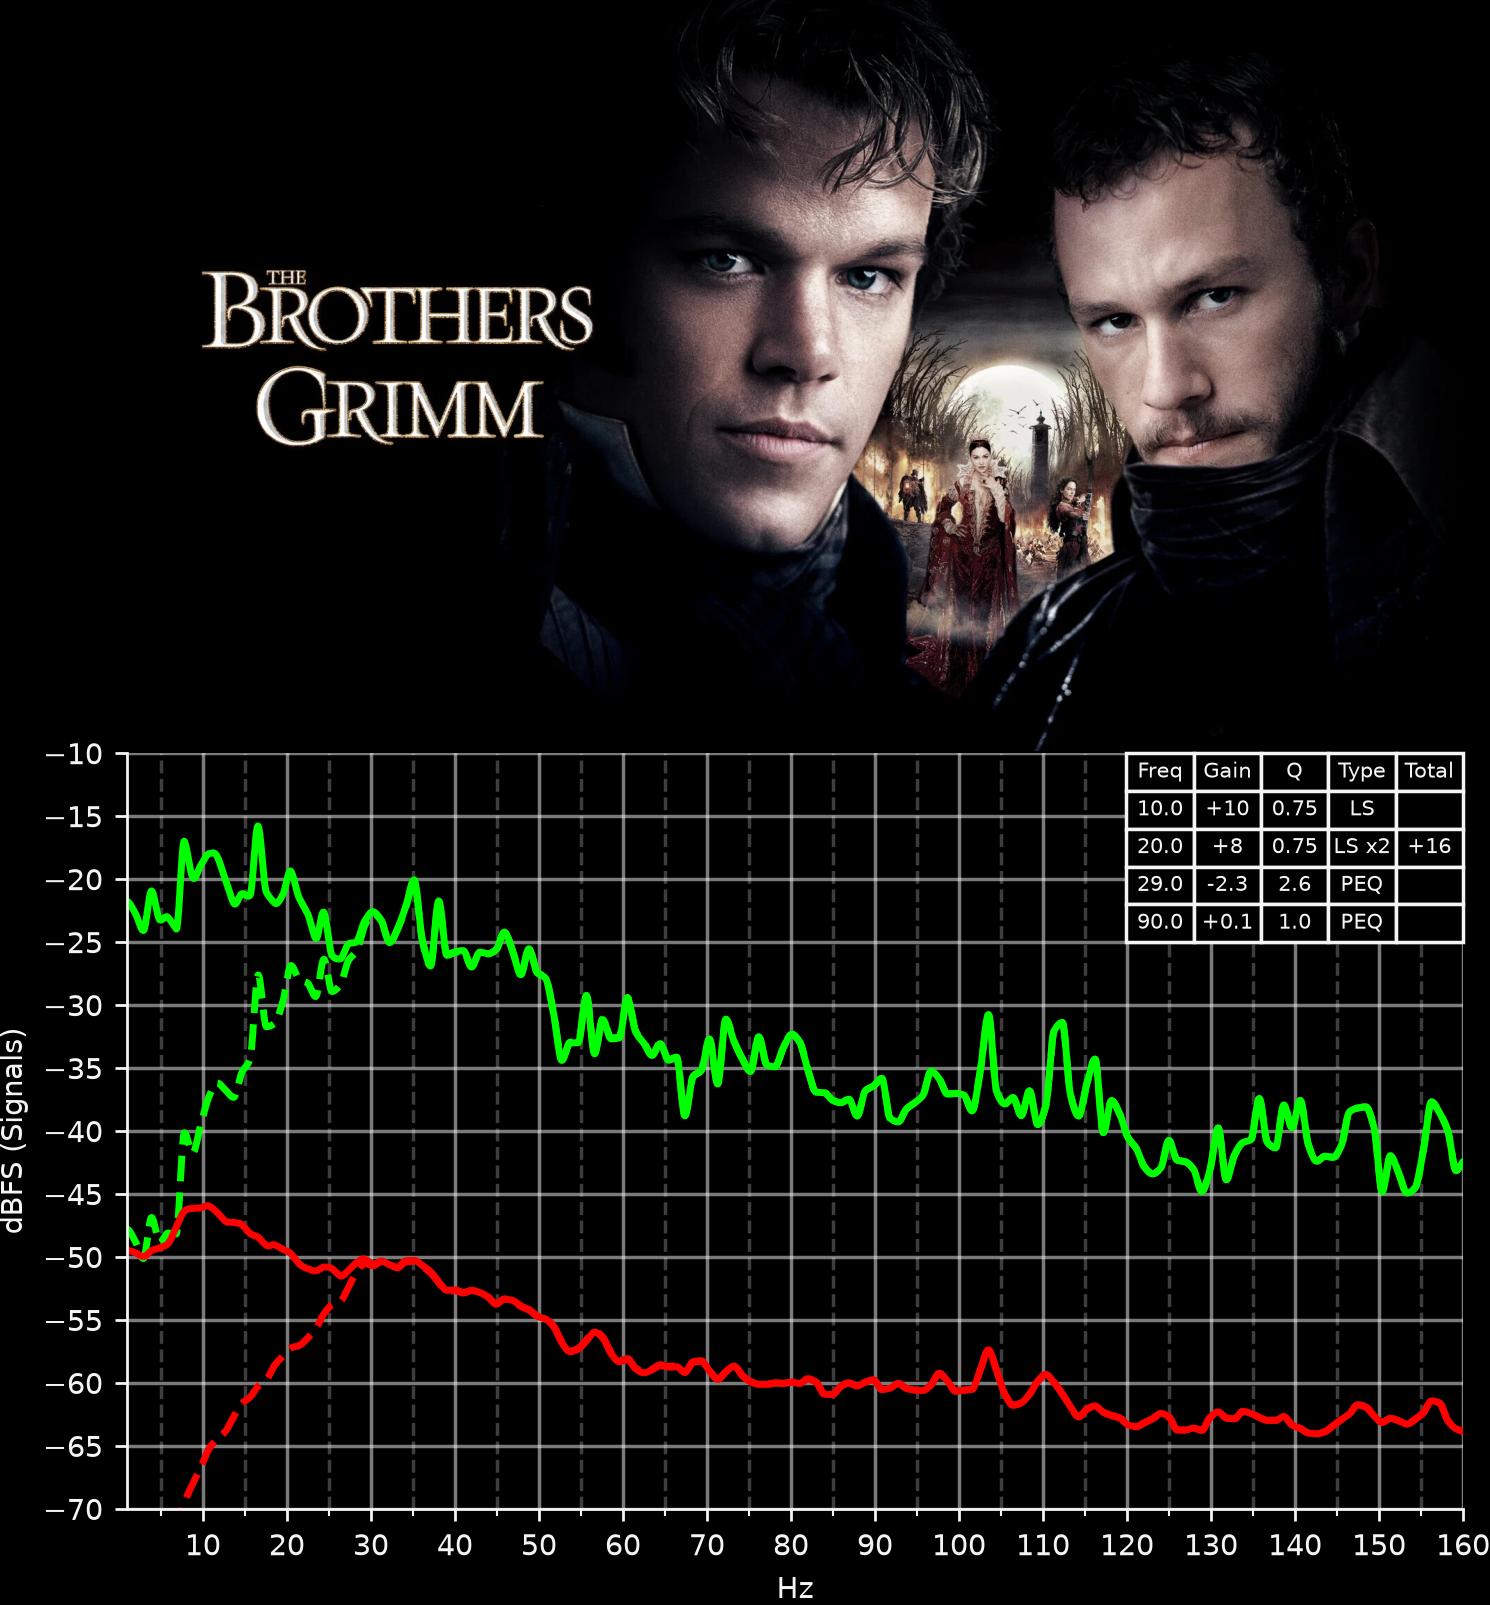 THE
BROTHERS
GRIMM
Freq Gain Q Type Total
10.0 +10 0.75 LS
20.0 +8 0.75 LS x2 +16
29.0 -2.3 2.6 PEQ
90.0 +0.1 1.0 PEQ
−10
−15
−20
−25
−30
−35
−40
−45
−50
−55
−60
−65
−70
dBFS (Signals)
10 20 30 40 50 60 70 80 90 100 110 120 130 140 150 160
Hz